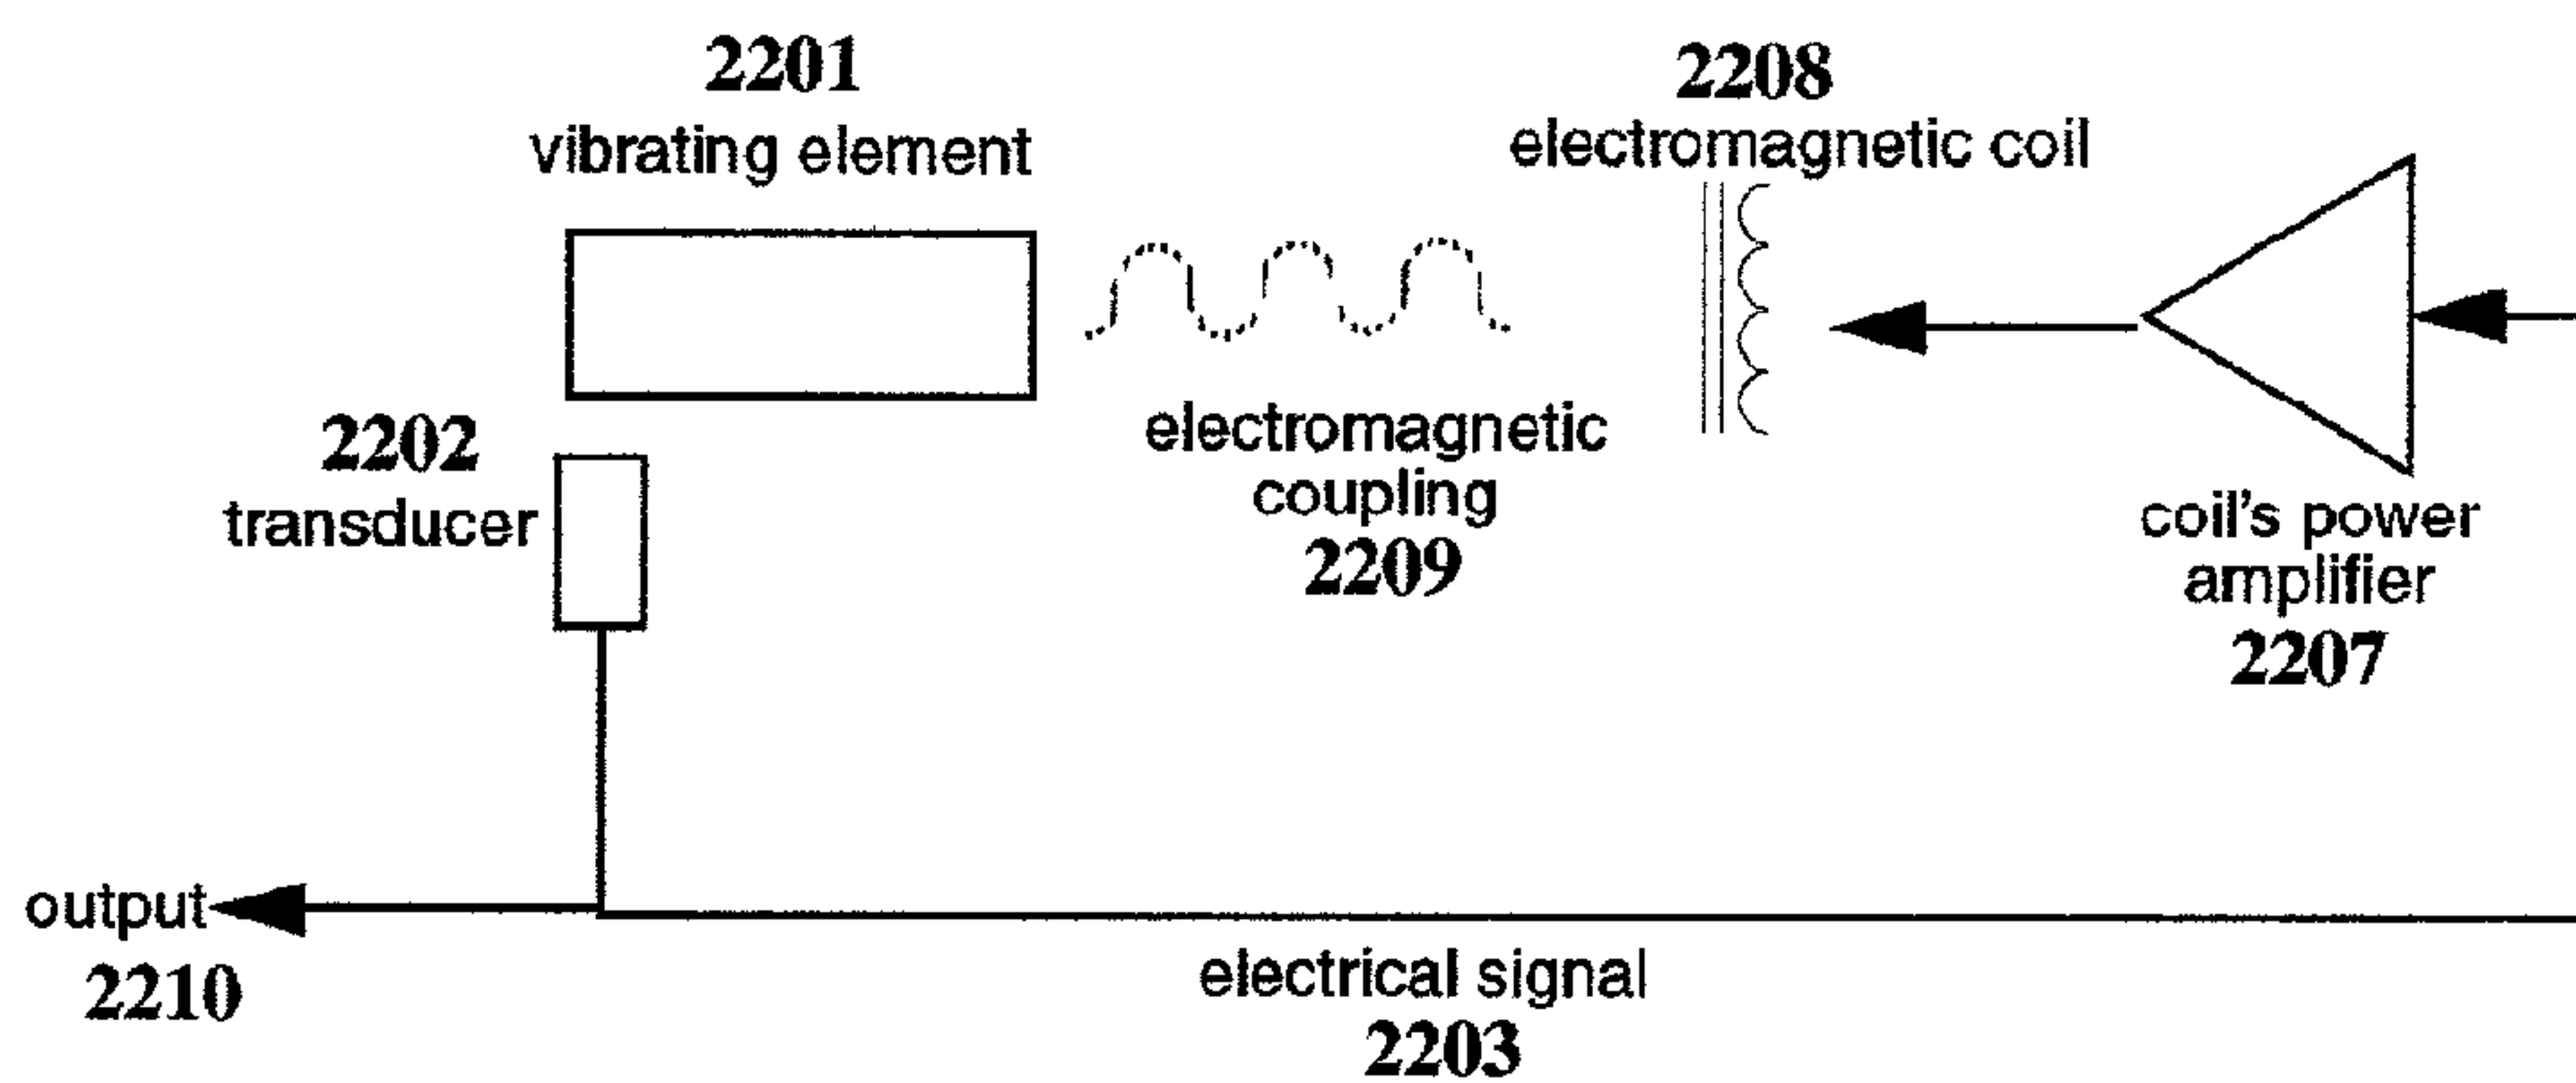 2201
vibrating element
2208
electromagnetic coil
2202
transducer
electromagnetic
coupling
2209
coil's power
amplifier
2207
output
2210
electrical signal
2203